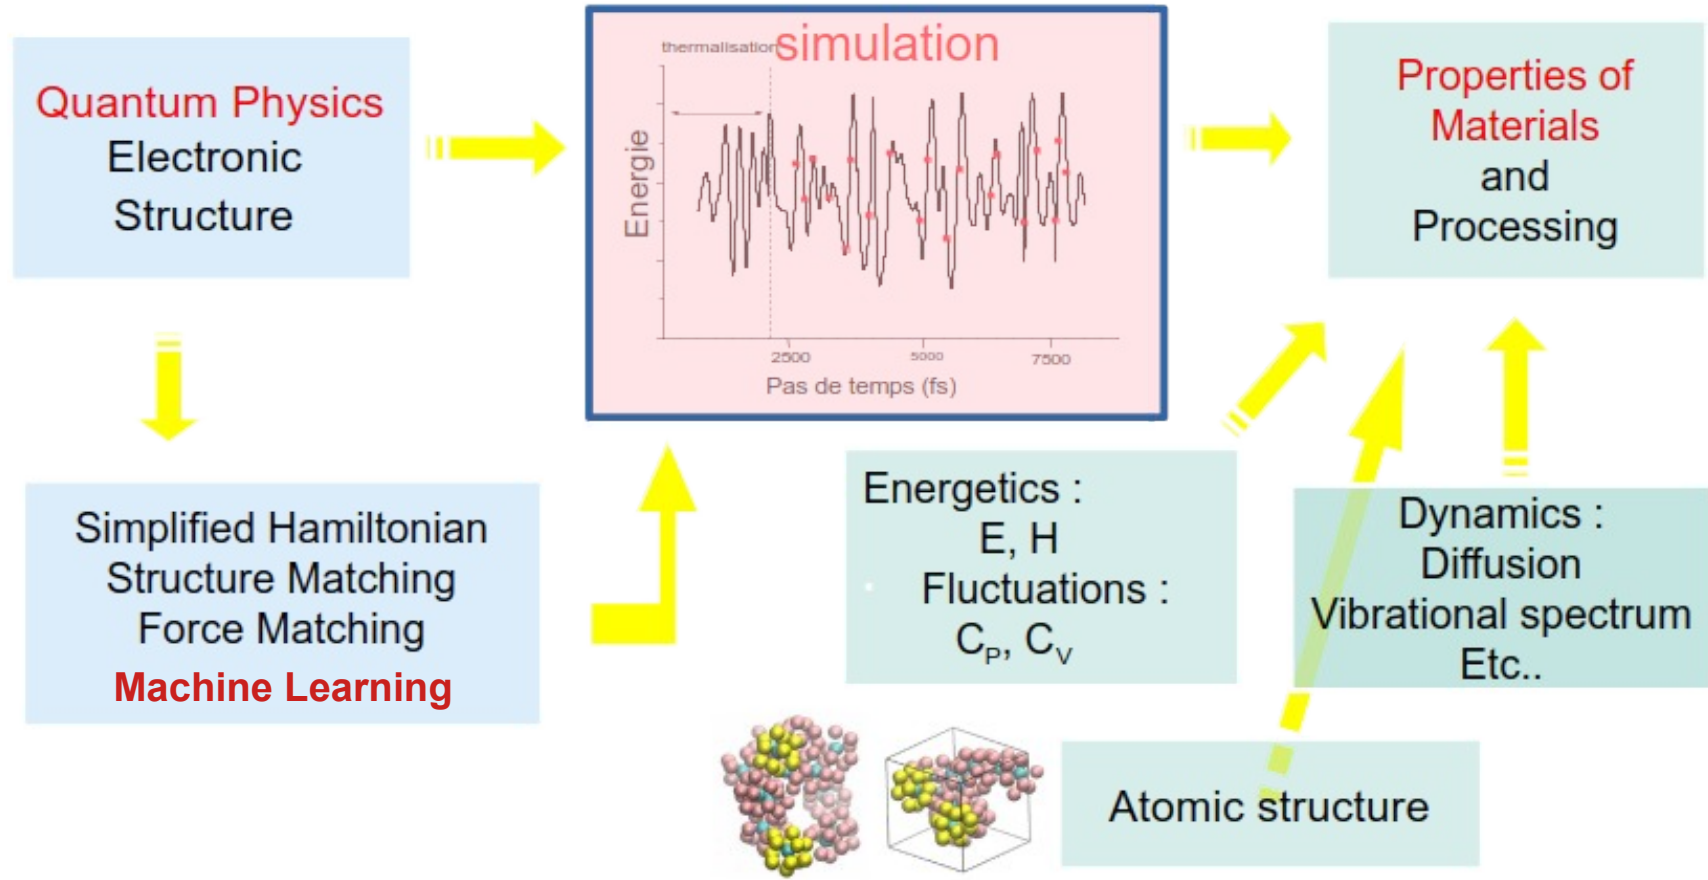 Quantum Physics
Electronic
Structure
thermalisation
simulation
Energie
2500
5000
7500
Pas de temps (fs)
Properties of
Materials
and
Processing
Simplified Hamiltonian
Structure Matching
Force Matching
Machine Learning
Energetics :
E, H
Fluctuations :
CP, CV
Dynamics :
Diffusion
Vibrational spectrum
Etc..
Atomic structure